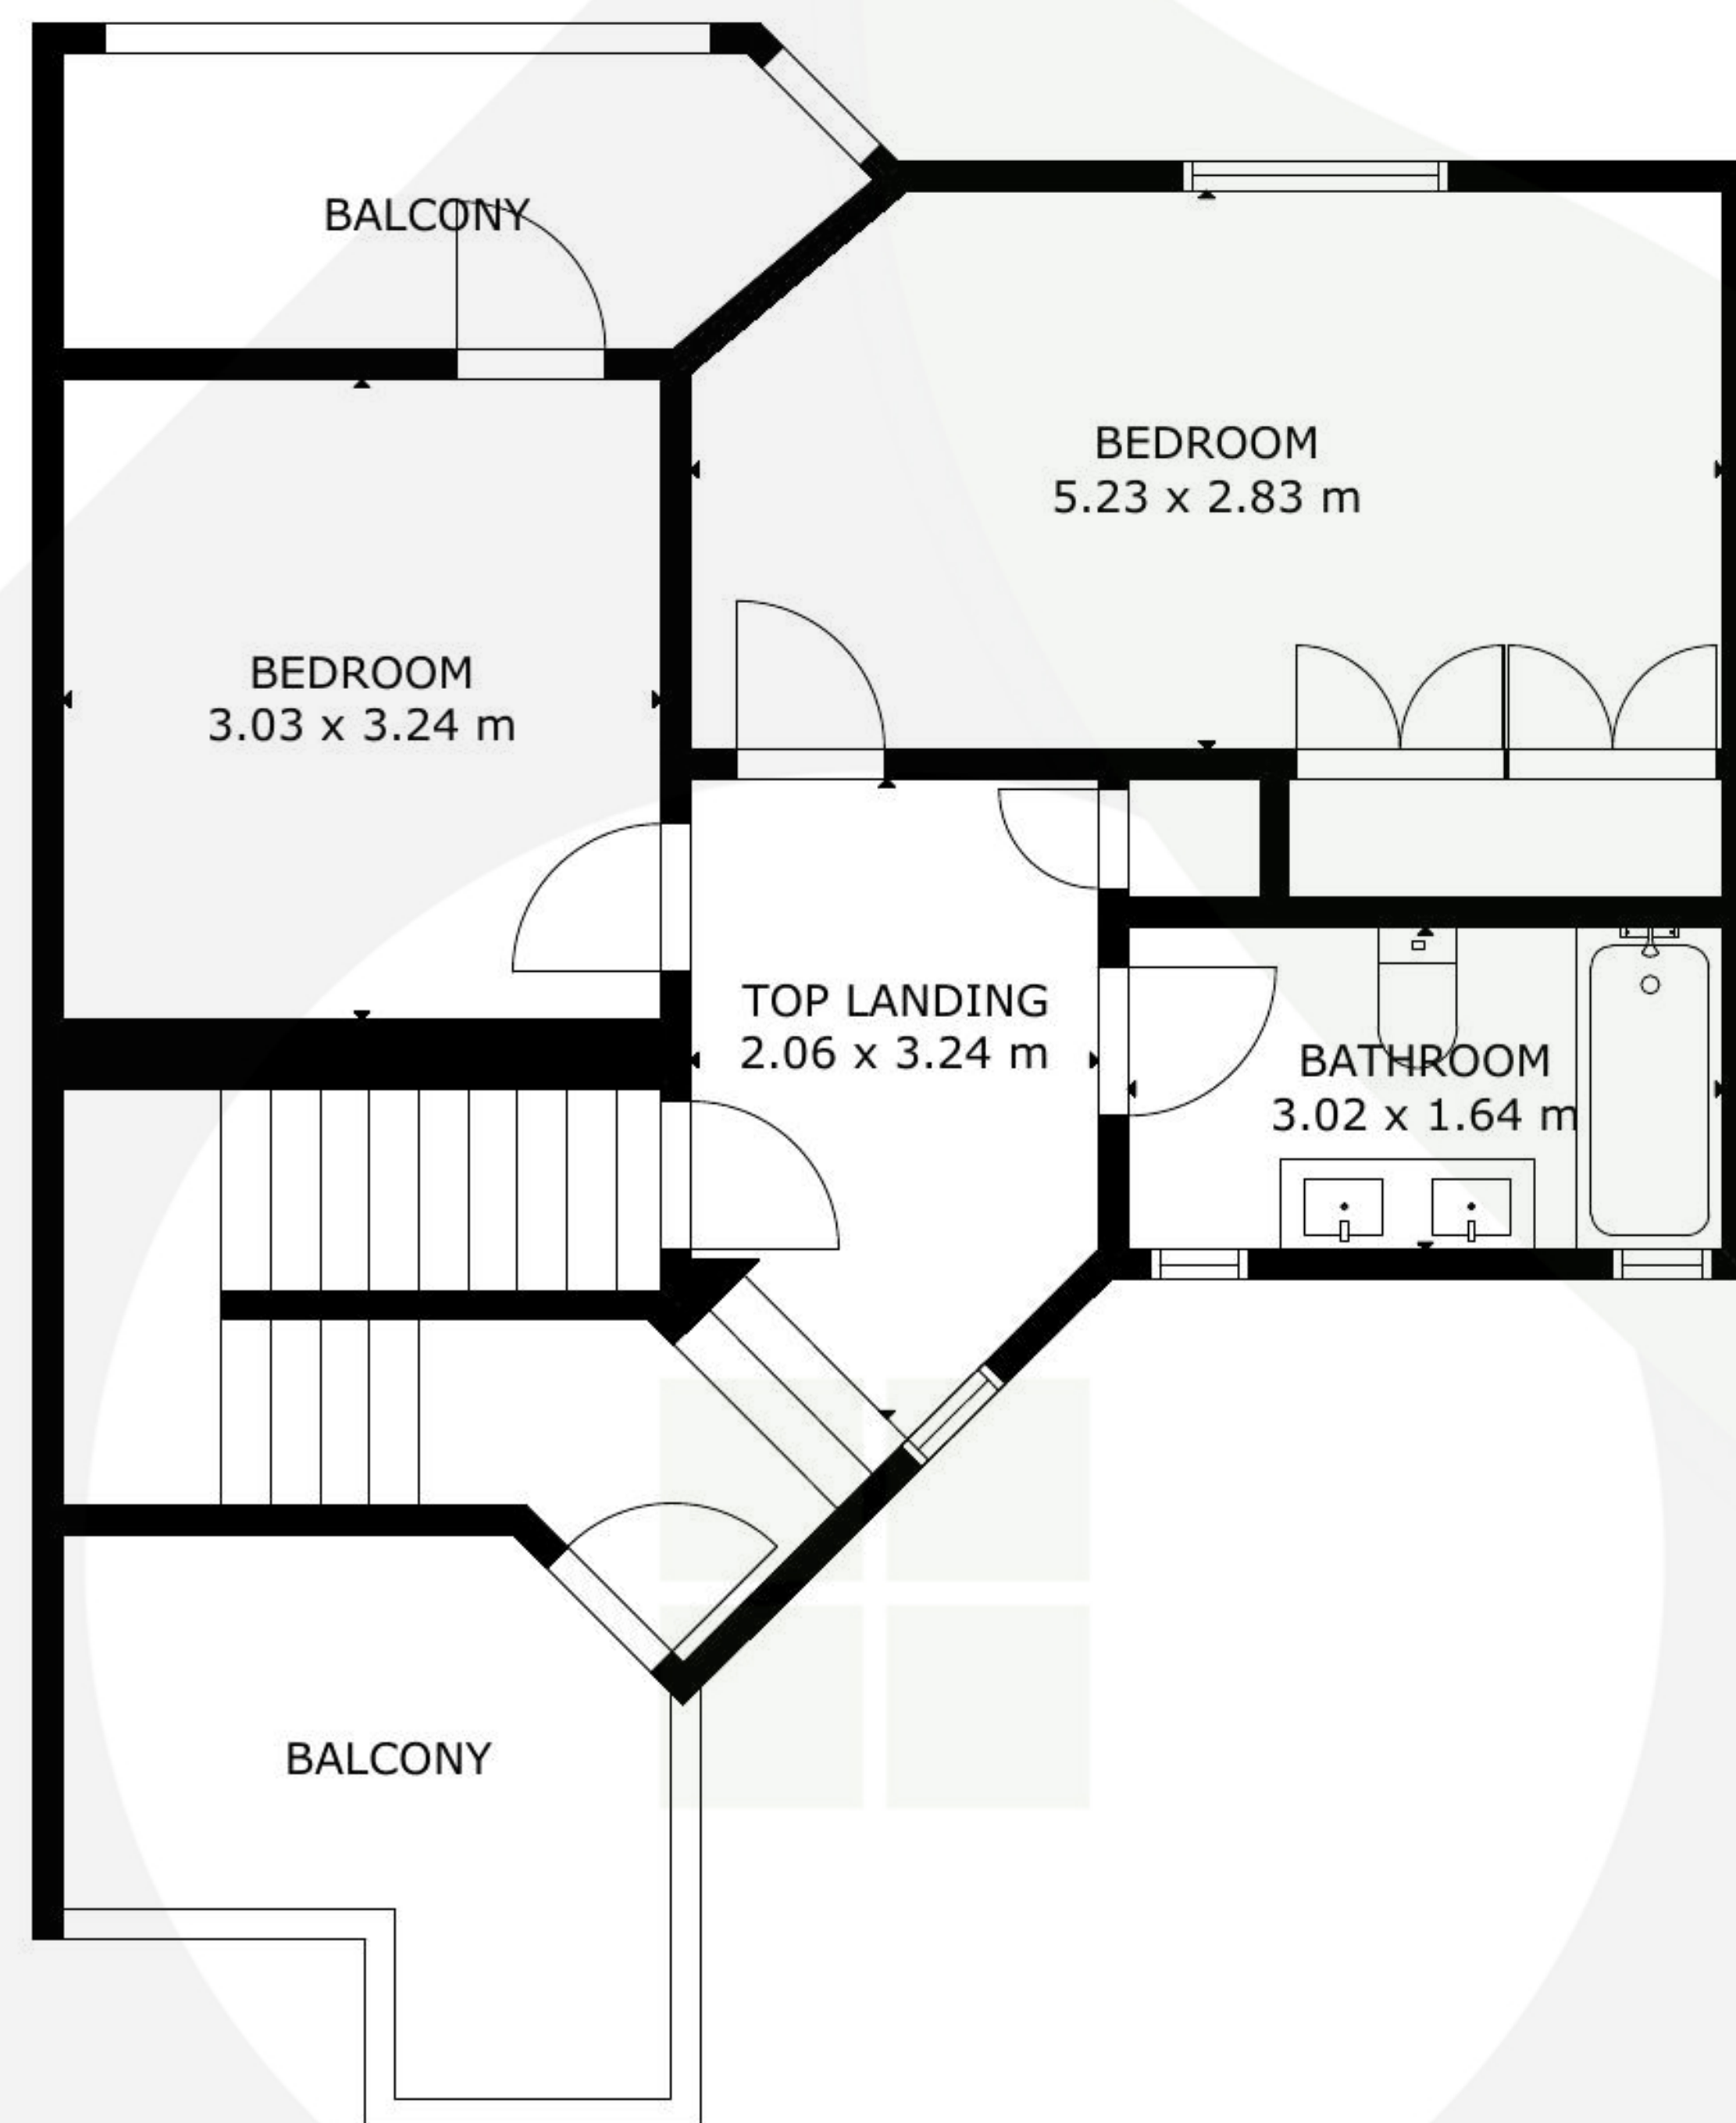 BALCONY
BEDROOM
5.23 x 2.83 m
BEDROOM
3.03 x 3.24 m
TOP LANDING
2.06 x 3.24 m
BATHROOM
3.02 x 1.64 m
BALCONY